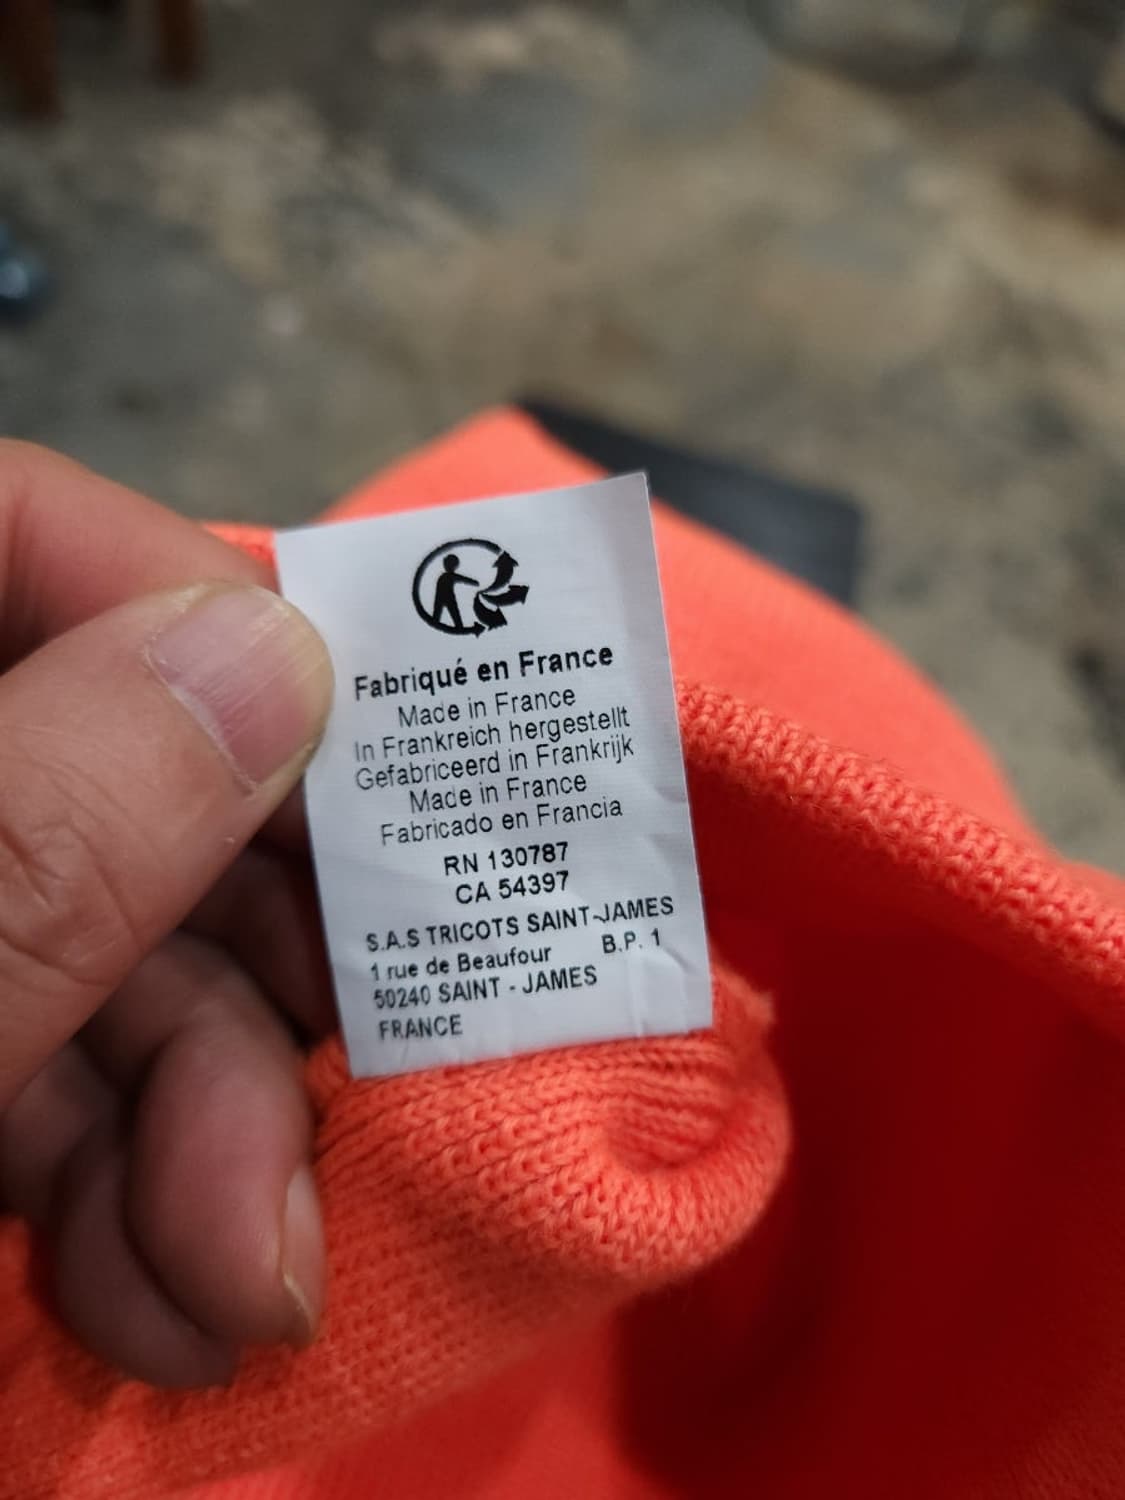 Fabriqué en France
Made in France
In Frankreich hergestellt
Gefabriceerd in Frankrijk
Made in France
Fabricado en Francia
RN 130787
CA 54397
S.A.S TRICOTS SAINT-JAMES
1 rue de Beaufour B.P. 1
50240 SAINT - JAMES
FRANCE